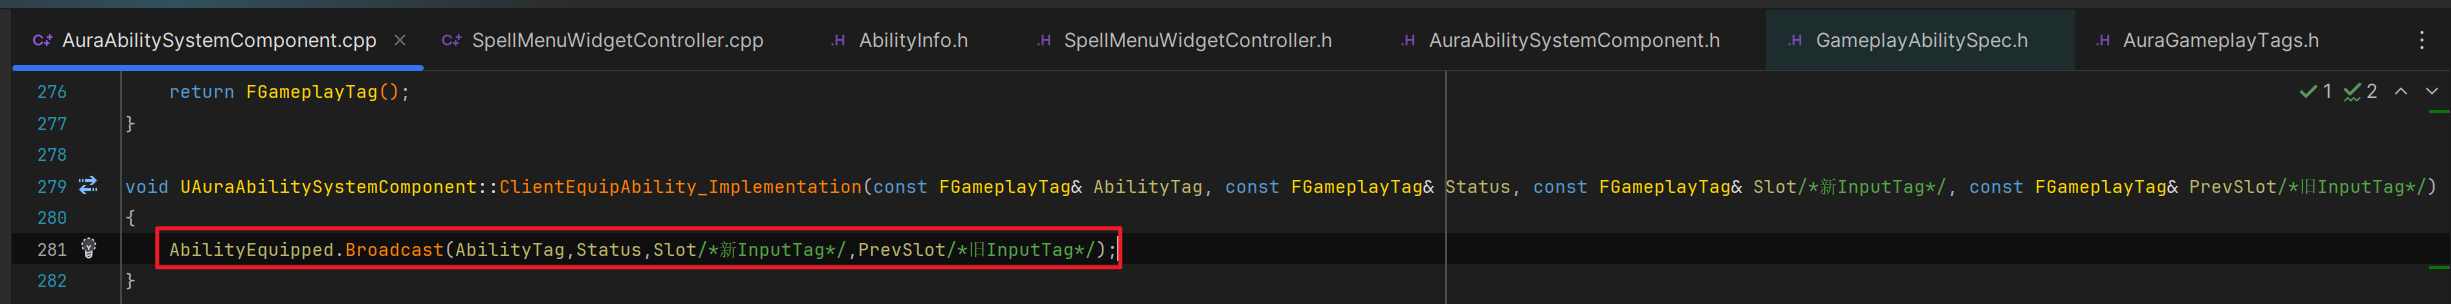 C+ AuraAbilitySystemComponent.cpp × C+ SpellMenuWidgetController.cpp .H AbilityInfo.h .H SpellMenuWidgetController.h .H AuraAbilitySystemComponent.h .H GameplayAbilitySpec.h .H AuraGameplayTags.h
276 return FGameplayTag(); 1 2
277 }
278
279 void UAuraAbilitySystemComponent::ClientEquipAbility_Implementation(const FGameplayTag& AbilityTag, const FGameplayTag& Status, const FGameplayTag& Slot/*新InputTag*/, const FGameplayTag& PrevSlot/*旧InputTag*/)
280 {
281 AbilityEquipped.Broadcast(AbilityTag,Status,Slot/*新InputTag*/,PrevSlot/*旧InputTag*/);
282 }